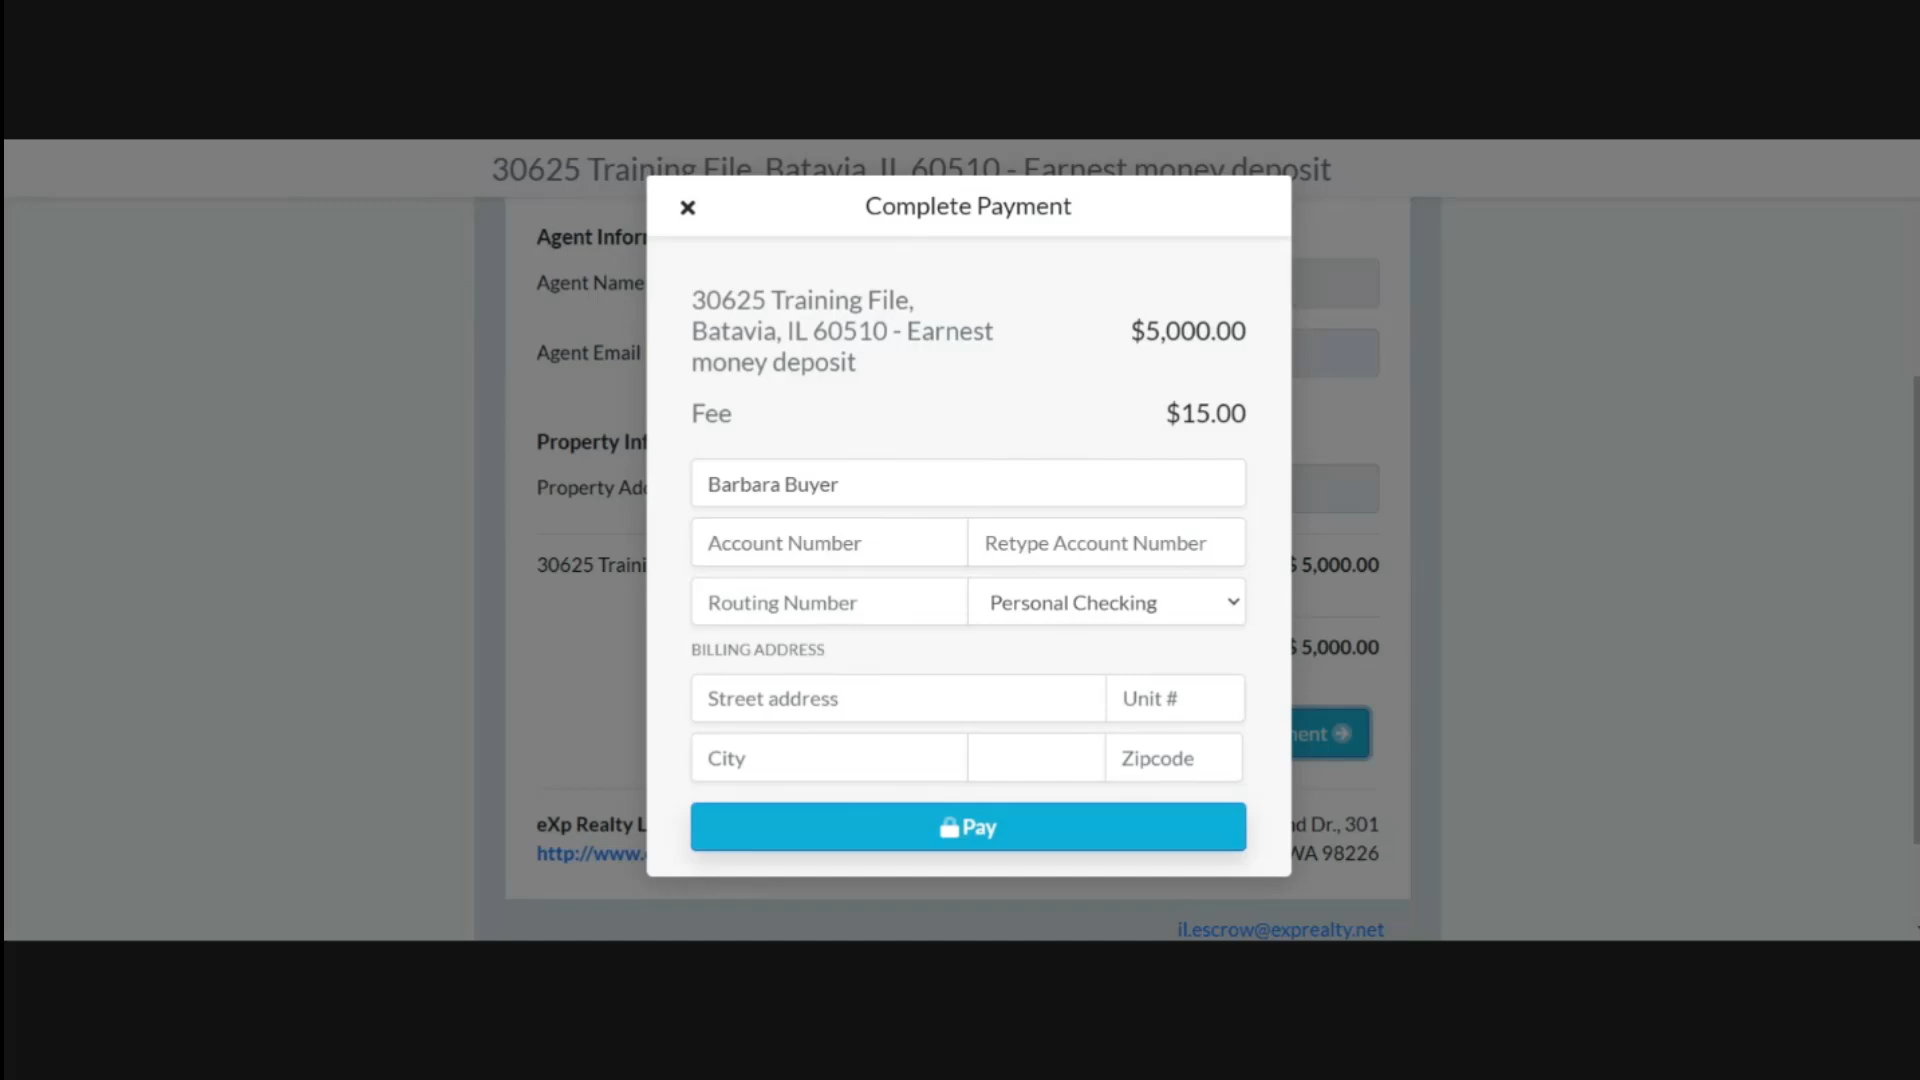 30625 Training File, Batavia, IL 60510 - Earnest money deposit
Complete Payment
Agent Infor
Agent Name
Agent Email
Property Inf
Property Add
30625 Traini
$ 5,000.00
$ 5,000.00
30625 Training File,
Batavia, IL 60510 - Earnest
money deposit
$5,000.00
Fee
$15.00
Barbara Buyer
Account Number
Retype Account Number
Routing Number
Personal Checking
BILLING ADDRESS
Street address
Unit #
City
Zipcode
Pay
ment
eXp Realty L
http://www.
nd Dr., 301
WA 98226
il.escrow@exprealty.net